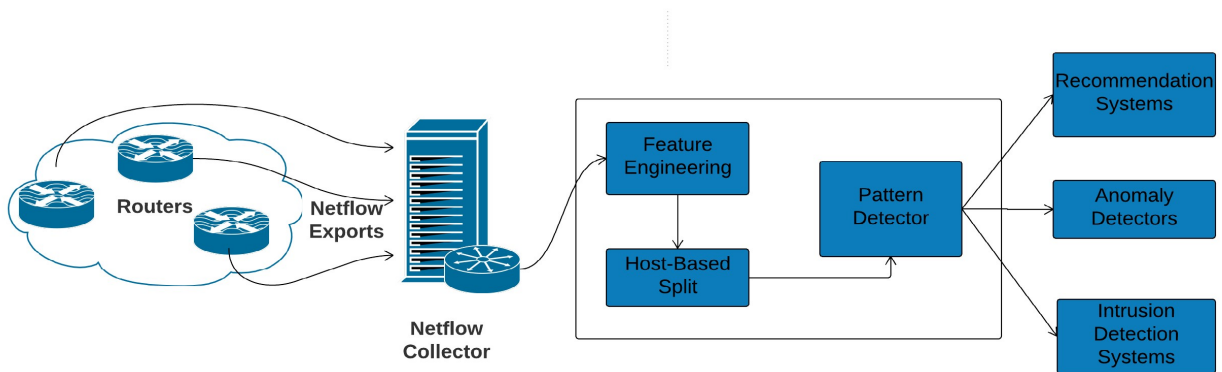 Routers
Netflow
Exports
Netflow
Collector
Feature
Engineering
Host-Based
Split
Pattern
Detector
Recommendation
Systems
Anomaly
Detectors
Intrusion
Detection
Systems